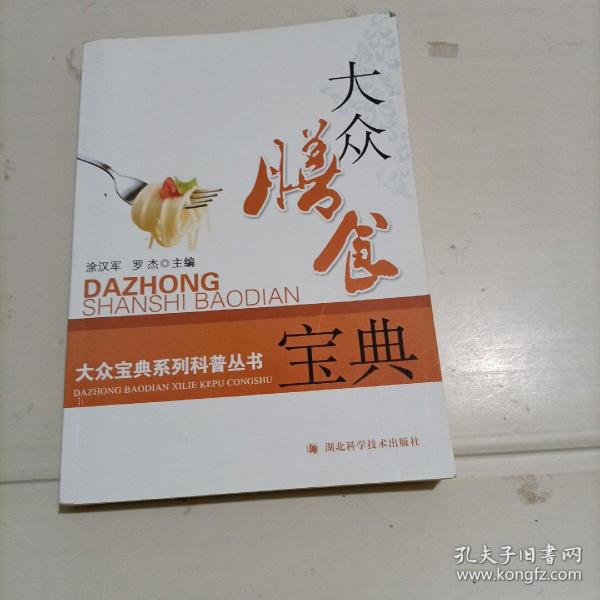 大众
膳食
宝典
涂汉军 罗杰◎主编
DAZHONG
SHANSHI BAODIAN
大众宝典系列科普丛书
DAZHONG BAODIAN XILIE KEPU CONGSHU
湖北科学技术出版社
孔夫子旧书网
www.kongfz.com